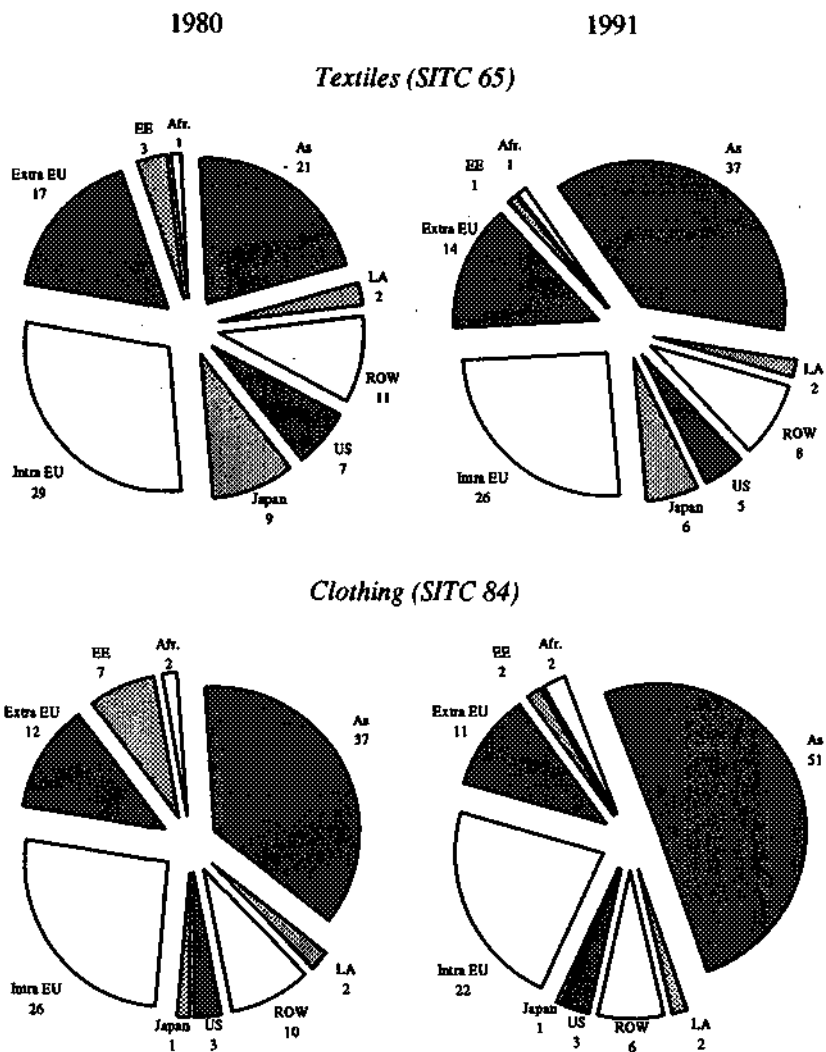 1980
1991
Textiles (SITC 65)
EE
3
Afr.
1
As
21
Extra EU
17
LA
2
ROW
11
US
7
Japan
9
Intra EU
29
Afr.
1
EE
1
As
37
Extra EU
14
LA
2
ROW
8
US
5
Japan
6
Intra EU
26
Clothing (SITC 84)
EE
7
Afr.
2
Extra EU
12
As
37
LA
2
ROW
10
US
3
Japan
1
Intra EU
26
EE
2
Afr.
2
Extra EU
11
As
51
Intra EU
22
Japan
1
US
3
ROW
6
LA
2